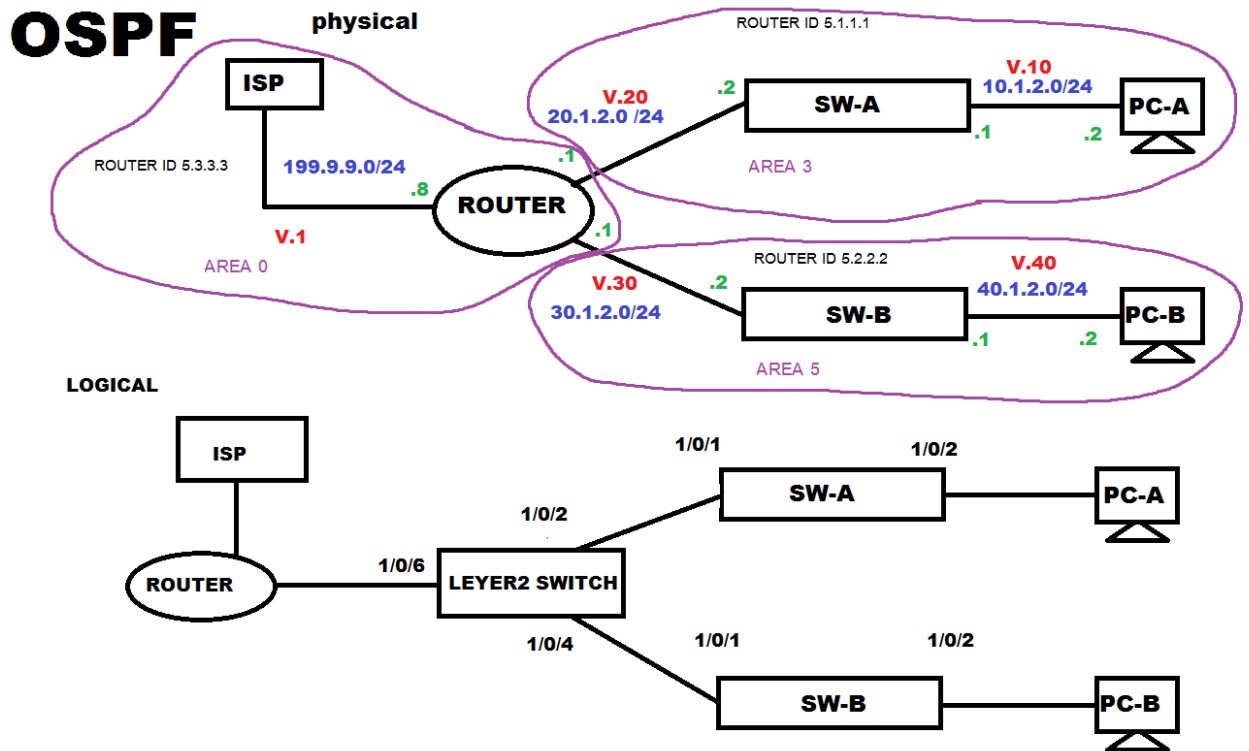 OSPF
physical
ISP
ROUTER ID 5.3.3.3
199.9.9.0/24
.8
V.1
AREA 0
ROUTER
.1
.1
ROUTER ID 5.1.1.1
V.20
20.1.2.0 /24
.2
SW-A
V.10
10.1.2.0/24
.1
.2
PC-A
AREA 3
ROUTER ID 5.2.2.2
V.30
30.1.2.0/24
.2
SW-B
V.40
40.1.2.0/24
.1
.2
PC-B
AREA 5
LOGICAL
ISP
ROUTER
1/0/6
LEYER2 SWITCH
1/0/2
1/0/4
1/0/1
SW-A
1/0/2
PC-A
1/0/1
SW-B
1/0/2
PC-B